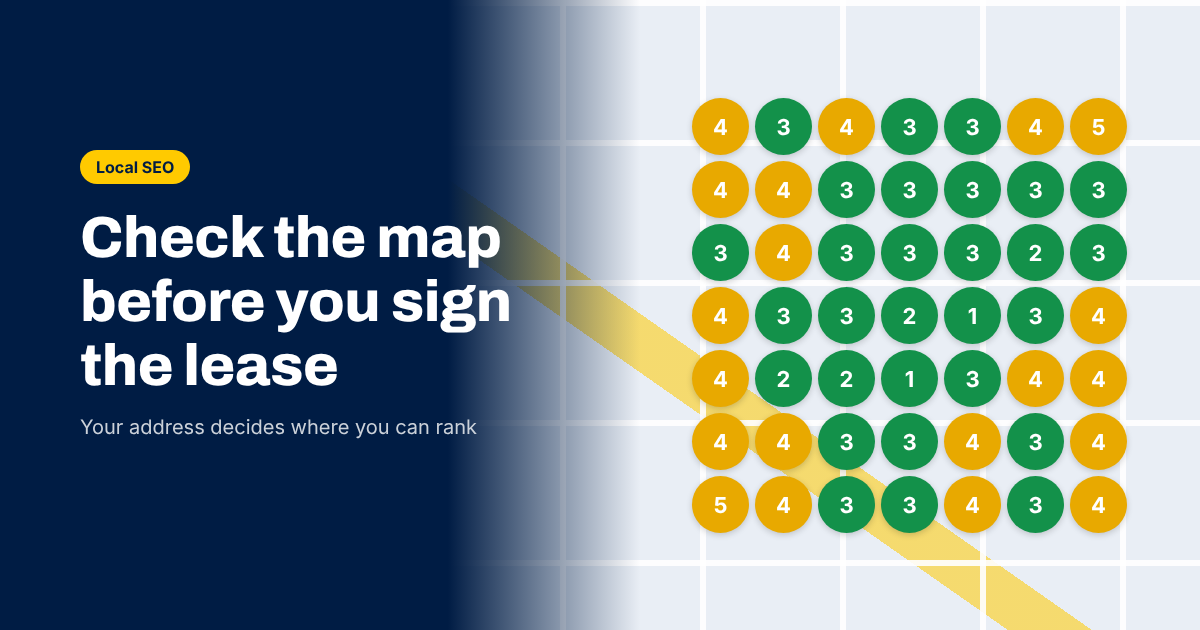 Local SEO
Check the map
before you sign
the lease
Your address decides where you can rank
4 3 4 3 3 4 5
4 4 3 3 3 3 3
3 4 3 3 3 2 3
4 3 3 2 1 3 4
4 2 2 1 3 4 4
4 4 3 3 4 3 4
5 4 3 3 4 3 4